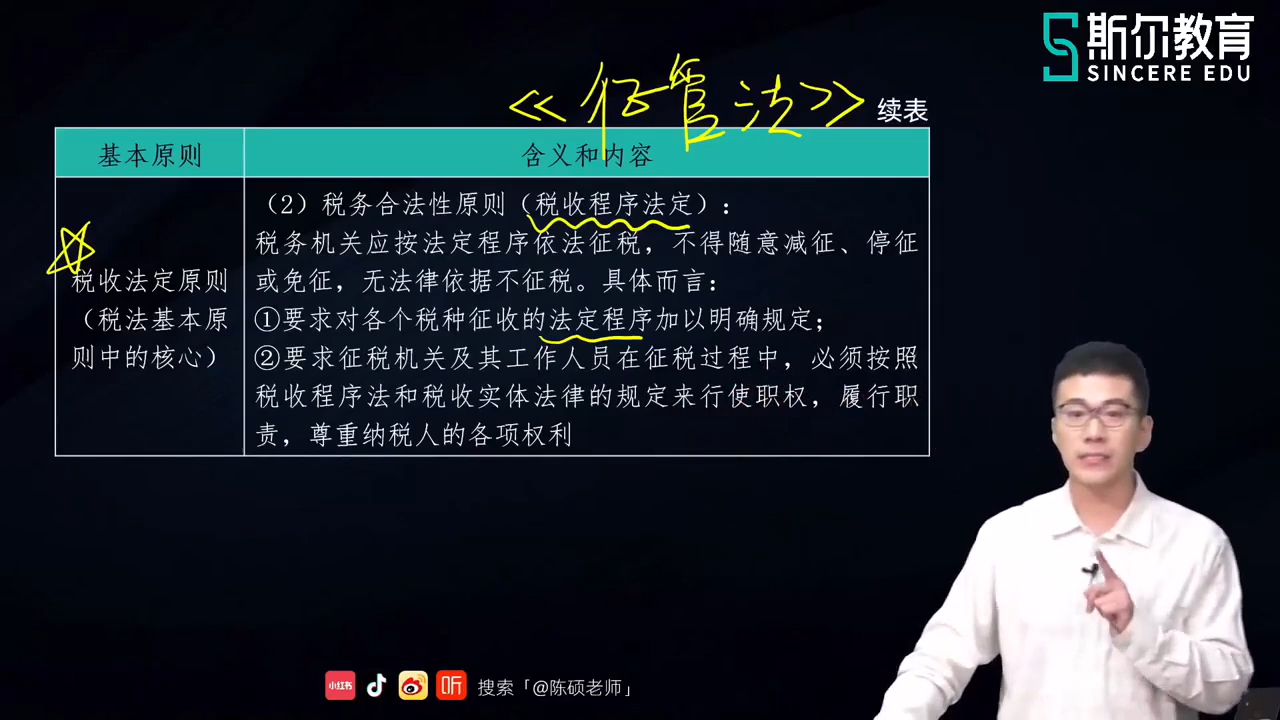 斯尔教育
SINCERE EDU
<<征管法>>
续表
基本原则
含义和内容
税收法定原则
（税法基本原
则中的核心）
（2）税务合法性原则（税收程序法定）：
税务机关应按法定程序依法征税，不得随意减征、停征
或免征，无法律依据不征税。具体而言：
①要求对各个税种征收的法定程序加以明确规定；
②要求征税机关及其工作人员在征税过程中，必须按照
税收程序法和税收实体法律的规定来行使职权，履行职
责，尊重纳税人的各项权利
小红书
听
搜索「@陈硕老师」